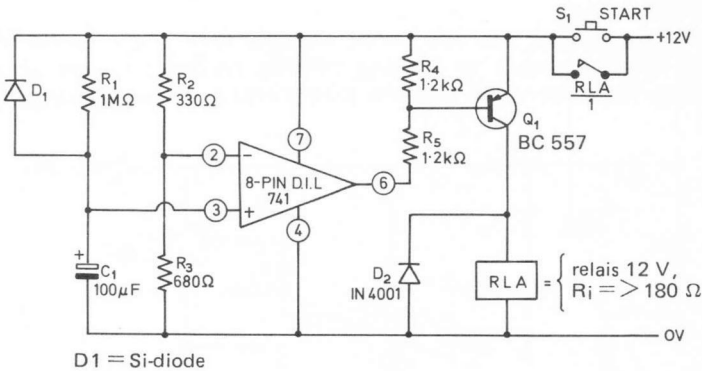 S1 START
+12V
RLA
1
D1
R1
1MΩ
R2
330Ω
R4
1·2kΩ
R5
1·2kΩ
Q1
BC 557
7
2
−
8-PIN D.I.L
741
6
3
+
4
+
C1
100µF
R3
680Ω
D2
IN 4001
RLA = { relais 12 V,
Ri = > 180 Ω
0V
D1 = Si-diode